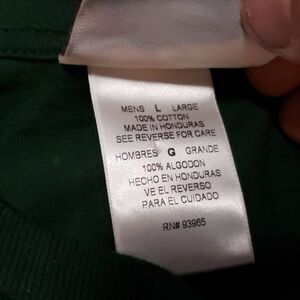 MENS L LARGE
100% COTTON
MADE IN HONDURAS
SEE REVERSE FOR CARE
HOMBRES G GRANDE
100% ALGODON
HECHO EN HONDURAS
VE EL REVERSO
PARA EL CUIDADO
RN# 93965